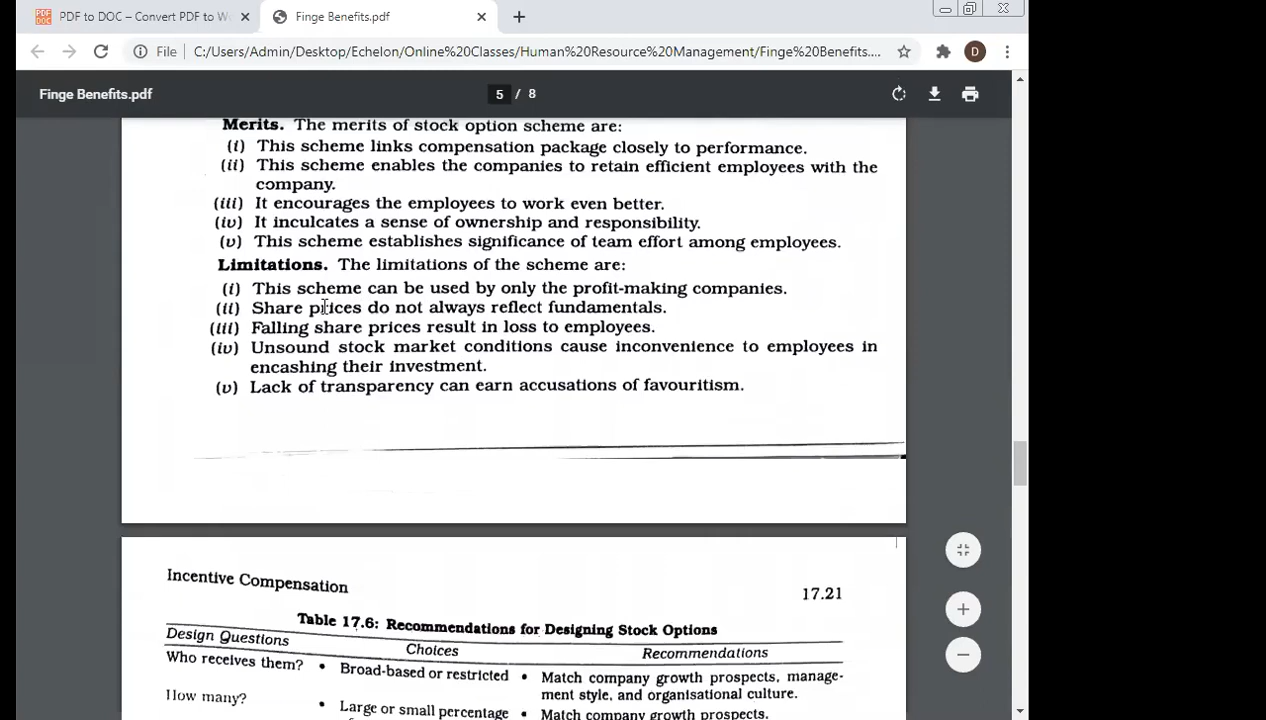 PDF to DOC – Convert PDF to W
Finge Benefits.pdf
File
C:/Users/Admin/Desktop/Echelon/Online%20Classes/Human%20Resource%20Management/Finge%20Benefits....
D
Finge Benefits.pdf
5 / 8
Merits. The merits of stock option scheme are:
(i) This scheme links compensation package closely to performance.
(ii) This scheme enables the companies to retain efficient employees with the
company.
(iii) It encourages the employees to work even better.
(iv) It inculcates a sense of ownership and responsibility.
(v) This scheme establishes significance of team effort among employees.
Limitations. The limitations of the scheme are:
(i) This scheme can be used by only the profit-making companies.
(ii) Share prices do not always reflect fundamentals.
(iii) Falling share prices result in loss to employees.
(iv) Unsound stock market conditions cause inconvenience to employees in
encashing their investment.
(v) Lack of transparency can earn accusations of favouritism.
Incentive Compensation 17.21
Table 17.6: Recommendations for Designing Stock Options
Design Questions Choices Recommendations
Who receives them? • Broad-based or restricted • Match company growth prospects, manage-
ment style, and organisational culture.
How many? • Large or small percentage • Match company growth prospects.